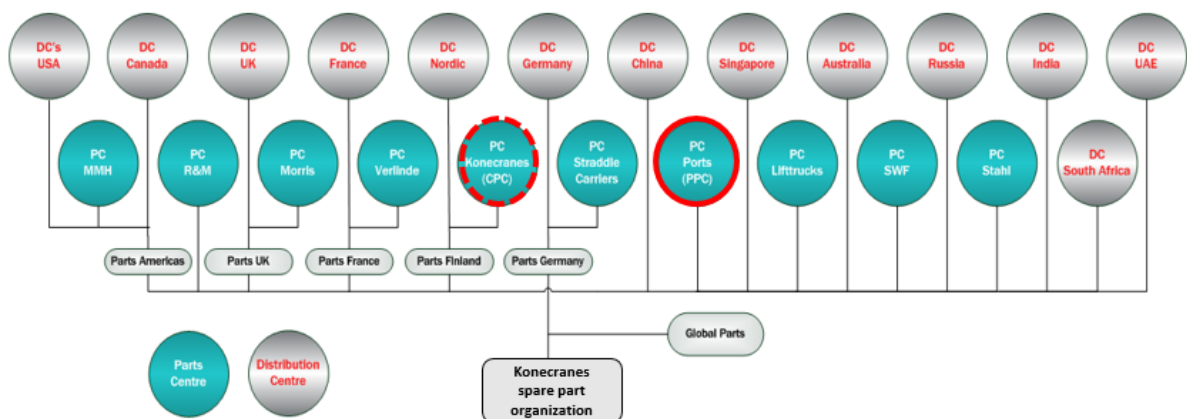 DC's
USA
DC
Canada
DC
UK
DC
France
DC
Nordic
DC
Germany
DC
China
DC
Singapore
DC
Australia
DC
Russia
DC
India
DC
UAE
PC
MMH
PC
R&M
PC
Morris
PC
Verlinde
PC
Konecranes
(CPC)
PC
Straddle
Carriers
PC
Ports
(PPC)
PC
Lifttrucks
PC
SWF
PC
Stahl
DC
South Africa
Parts Americas
Parts UK
Parts France
Parts Finland
Parts Germany
Global Parts
Parts
Centre
Distribution
Centre
Konecranes
spare part
organization